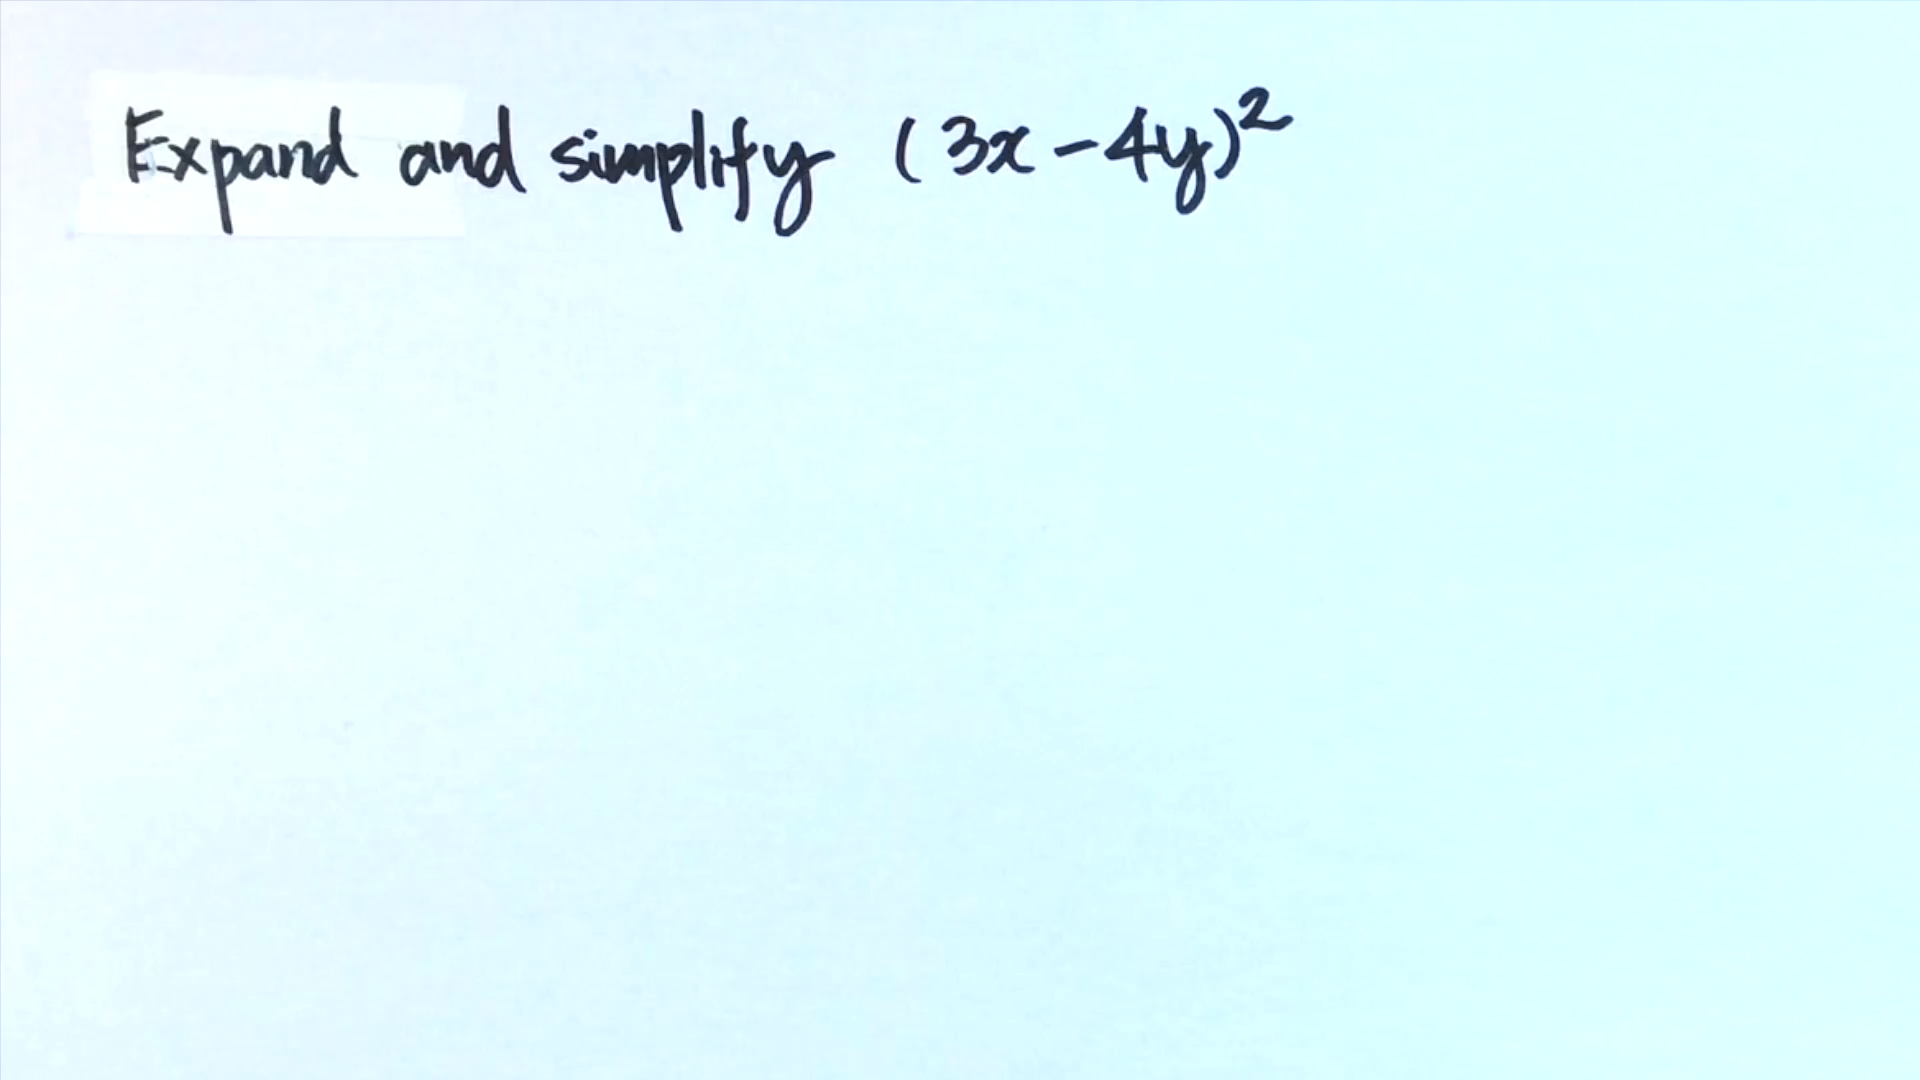 Expand and simplify (3x - 4y)²